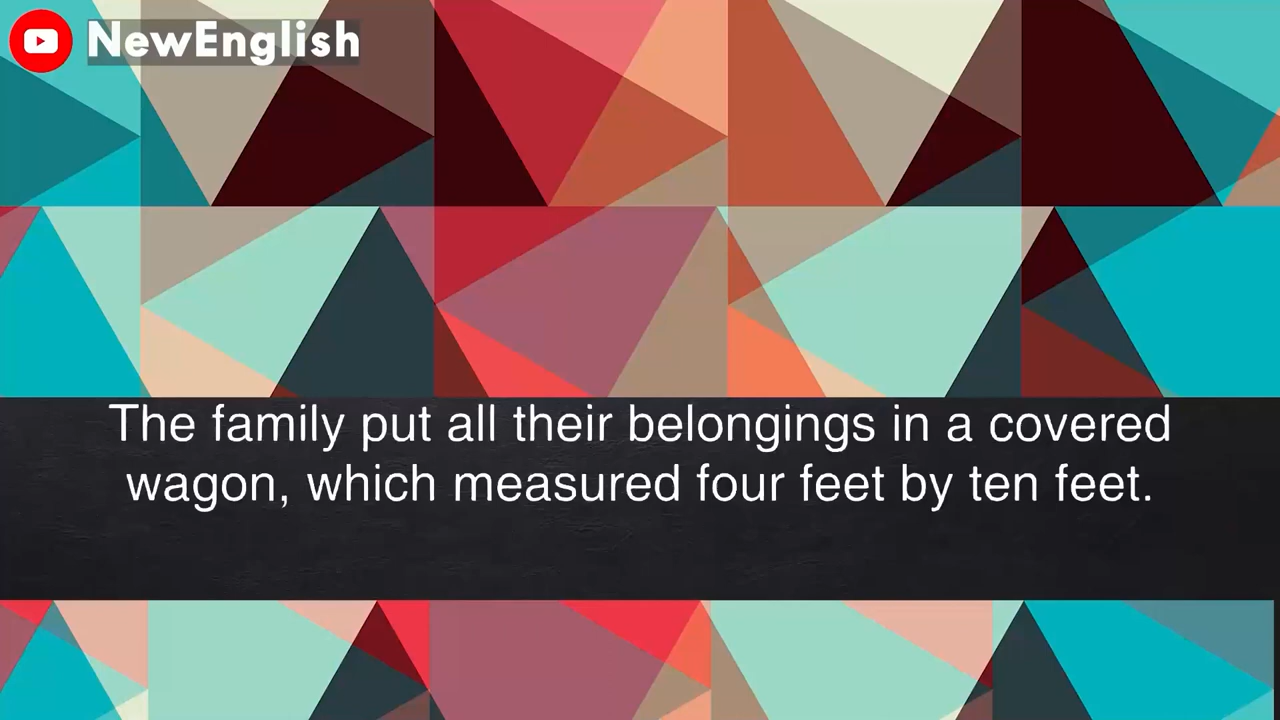 NewEnglish
The family put all their belongings in a covered
wagon, which measured four feet by ten feet.